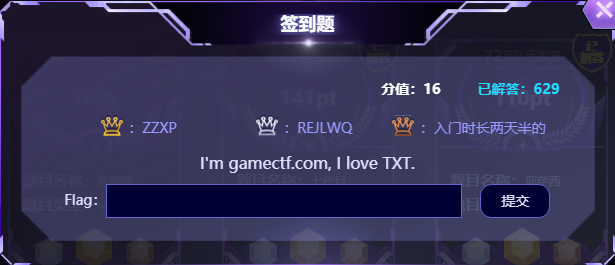 签到题
分值：16 已解答：629
： ZZXP ： REJLWQ ： 入门时长两天半的
I'm gamectf.com, I love TXT.
Flag： 提交